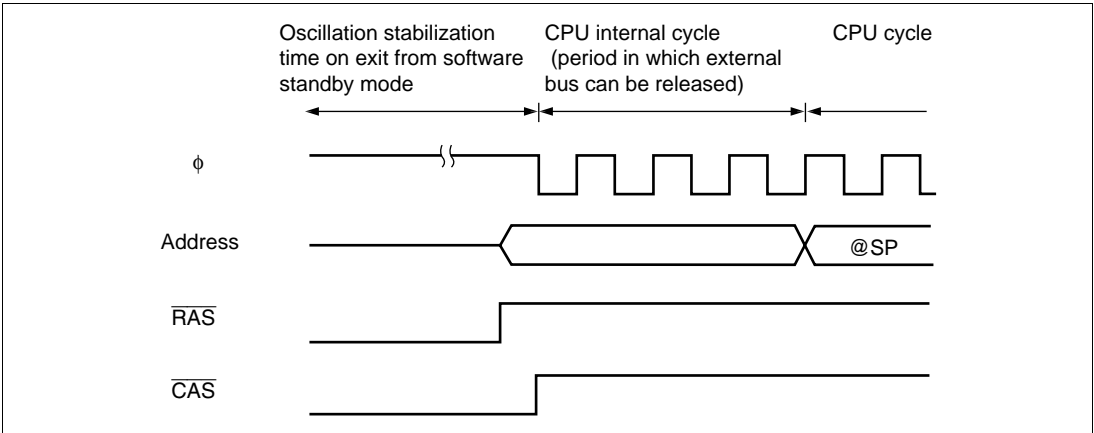 Oscillation stabilization
time on exit from software
standby mode
CPU internal cycle
(period in which external
bus can be released)
CPU cycle
ϕ
Address
@SP
RAS
CAS